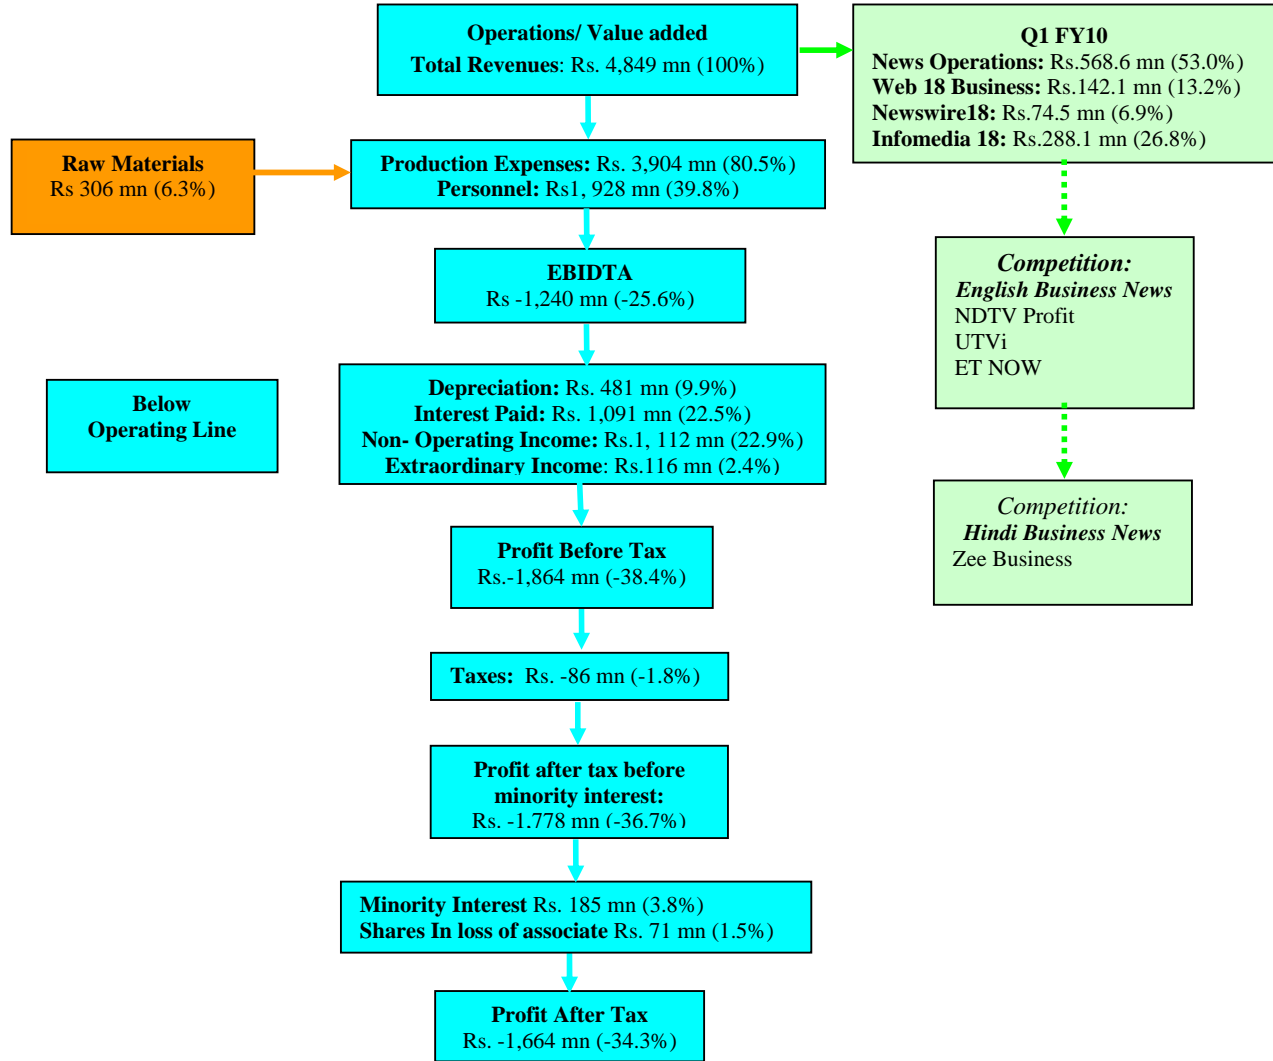 Operations/ Value added
Total Revenues: Rs. 4,849 mn (100%)
Q1 FY10
News Operations: Rs.568.6 mn (53.0%)
Web 18 Business: Rs.142.1 mn (13.2%)
Newswire18: Rs.74.5 mn (6.9%)
Infomedia 18: Rs.288.1 mn (26.8%)
Raw Materials
Rs 306 mn (6.3%)
Production Expenses: Rs. 3,904 mn (80.5%)
Personnel: Rs1, 928 mn (39.8%)
EBIDTA
Rs -1,240 mn (-25.6%)
Competition:
English Business News
NDTV Profit
UTVi
ET NOW
Below
Operating Line
Depreciation: Rs. 481 mn (9.9%)
Interest Paid: Rs. 1,091 mn (22.5%)
Non- Operating Income: Rs.1, 112 mn (22.9%)
Extraordinary Income: Rs.116 mn (2.4%)
Competition:
Hindi Business News
Zee Business
Profit Before Tax
Rs.-1,864 mn (-38.4%)
Taxes: Rs. -86 mn (-1.8%)
Profit after tax before
minority interest:
Rs. -1,778 mn (-36.7%)
Minority Interest Rs. 185 mn (3.8%)
Shares In loss of associate Rs. 71 mn (1.5%)
Profit After Tax
Rs. -1,664 mn (-34.3%)